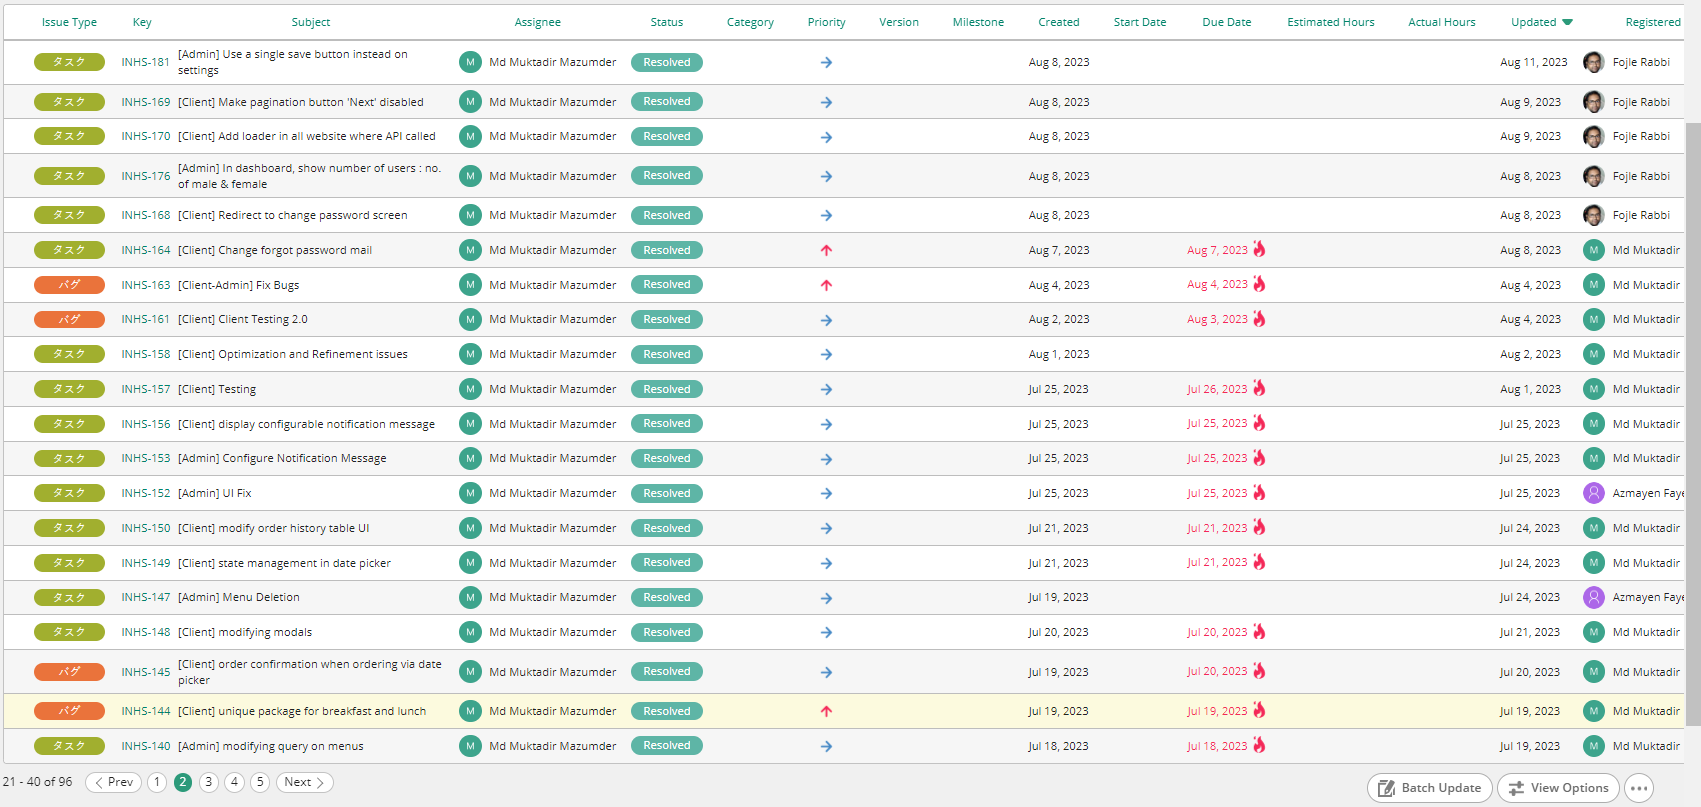 Issue Type Key Subject Assignee Status Category Priority Version Milestone Created Start Date Due Date Estimated Hours Actual Hours Updated Registered
タスク INHS-181 [Admin] Use a single save button instead on settings M Md Muktadir Mazumder Resolved Aug 8, 2023 Aug 11, 2023 Fojle Rabbi
タスク INHS-169 [Client] Make pagination button 'Next' disabled M Md Muktadir Mazumder Resolved Aug 8, 2023 Aug 9, 2023 Fojle Rabbi
タスク INHS-170 [Client] Add loader in all website where API called M Md Muktadir Mazumder Resolved Aug 8, 2023 Aug 9, 2023 Fojle Rabbi
タスク INHS-176 [Admin] In dashboard, show number of users : no. of male & female M Md Muktadir Mazumder Resolved Aug 8, 2023 Aug 8, 2023 Fojle Rabbi
タスク INHS-168 [Client] Redirect to change password screen M Md Muktadir Mazumder Resolved Aug 8, 2023 Aug 8, 2023 Fojle Rabbi
タスク INHS-164 [Client] Change forgot password mail M Md Muktadir Mazumder Resolved Aug 7, 2023 Aug 7, 2023 Aug 8, 2023 M Md Muktadir
バグ INHS-163 [Client-Admin] Fix Bugs M Md Muktadir Mazumder Resolved Aug 4, 2023 Aug 4, 2023 Aug 4, 2023 M Md Muktadir
バグ INHS-161 [Client] Client Testing 2.0 M Md Muktadir Mazumder Resolved Aug 2, 2023 Aug 3, 2023 Aug 4, 2023 M Md Muktadir
タスク INHS-158 [Client] Optimization and Refinement issues M Md Muktadir Mazumder Resolved Aug 1, 2023 Aug 2, 2023 M Md Muktadir
タスク INHS-157 [Client] Testing M Md Muktadir Mazumder Resolved Jul 25, 2023 Jul 26, 2023 Aug 1, 2023 M Md Muktadir
タスク INHS-156 [Client] display configurable notification message M Md Muktadir Mazumder Resolved Jul 25, 2023 Jul 25, 2023 Jul 25, 2023 M Md Muktadir
タスク INHS-153 [Admin] Configure Notification Message M Md Muktadir Mazumder Resolved Jul 25, 2023 Jul 25, 2023 Jul 25, 2023 M Md Muktadir
タスク INHS-152 [Admin] UI Fix M Md Muktadir Mazumder Resolved Jul 25, 2023 Jul 25, 2023 Jul 25, 2023 Azmayen Faye
タスク INHS-150 [Client] modify order history table UI M Md Muktadir Mazumder Resolved Jul 21, 2023 Jul 21, 2023 Jul 24, 2023 M Md Muktadir
タスク INHS-149 [Client] state management in date picker M Md Muktadir Mazumder Resolved Jul 21, 2023 Jul 21, 2023 Jul 24, 2023 M Md Muktadir
タスク INHS-147 [Admin] Menu Deletion M Md Muktadir Mazumder Resolved Jul 19, 2023 Jul 24, 2023 Azmayen Faye
タスク INHS-148 [Client] modifying modals M Md Muktadir Mazumder Resolved Jul 20, 2023 Jul 20, 2023 Jul 21, 2023 M Md Muktadir
バグ INHS-145 [Client] order confirmation when ordering via date picker M Md Muktadir Mazumder Resolved Jul 19, 2023 Jul 20, 2023 Jul 20, 2023 M Md Muktadir
バグ INHS-144 [Client] unique package for breakfast and lunch M Md Muktadir Mazumder Resolved Jul 19, 2023 Jul 19, 2023 Jul 19, 2023 M Md Muktadir
タスク INHS-140 [Admin] modifying query on menus M Md Muktadir Mazumder Resolved Jul 18, 2023 Jul 18, 2023 Jul 19, 2023 M Md Muktadir
21 - 40 of 96 Prev 1 2 3 4 5 Next Batch Update View Options